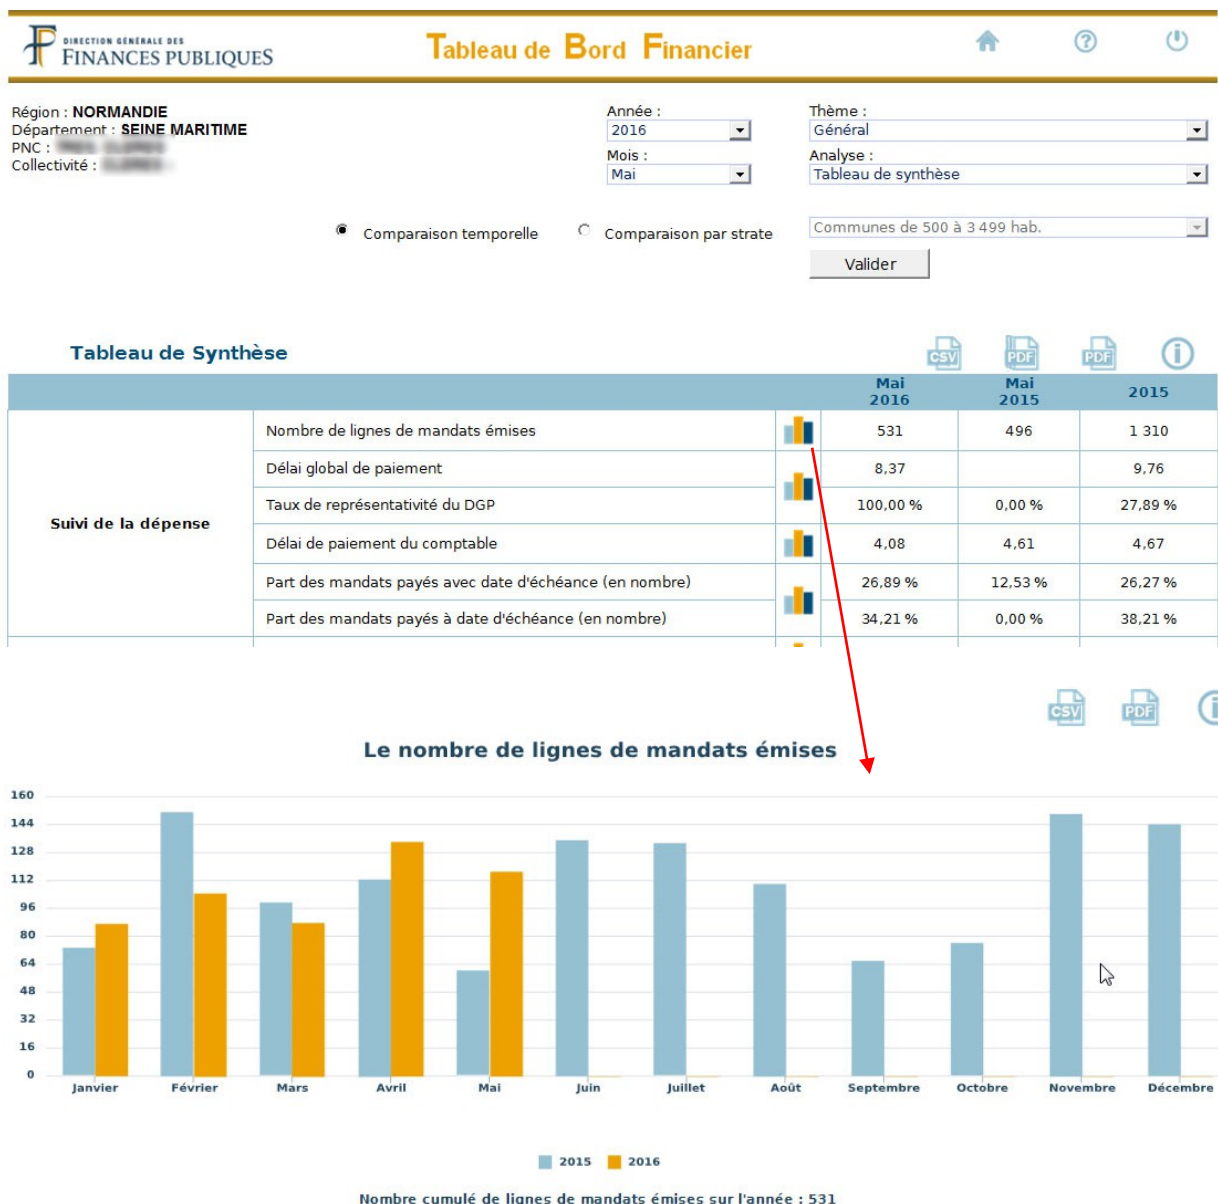 DIRECTION GÉNÉRALE DES
FINANCES PUBLIQUES
Tableau de Bord Financier
Région : NORMANDIE
Département : SEINE MARITIME
PNC :
Collectivité :
Année :
2016
Mois :
Mai
Thème :
Général
Analyse :
Tableau de synthèse
Comparaison temporelle
Comparaison par strate
Communes de 500 à 3 499 hab.
Valider
Tableau de Synthèse
CSV PDF PDF i
Mai 2016 Mai 2015 2015
Suivi de la dépense
Nombre de lignes de mandats émises 531 496 1 310
Délai global de paiement 8,37 9,76
Taux de représentativité du DGP 100,00 % 0,00 % 27,89 %
Délai de paiement du comptable 4,08 4,61 4,67
Part des mandats payés avec date d'échéance (en nombre) 26,89 % 12,53 % 26,27 %
Part des mandats payés à date d'échéance (en nombre) 34,21 % 0,00 % 38,21 %
CSV PDF i
Le nombre de lignes de mandats émises
160
144
128
112
96
80
64
48
32
16
0
Janvier Février Mars Avril Mai Juin Juillet Août Septembre Octobre Novembre Décembre
2015 2016
Nombre cumulé de lignes de mandats émises sur l'année : 531